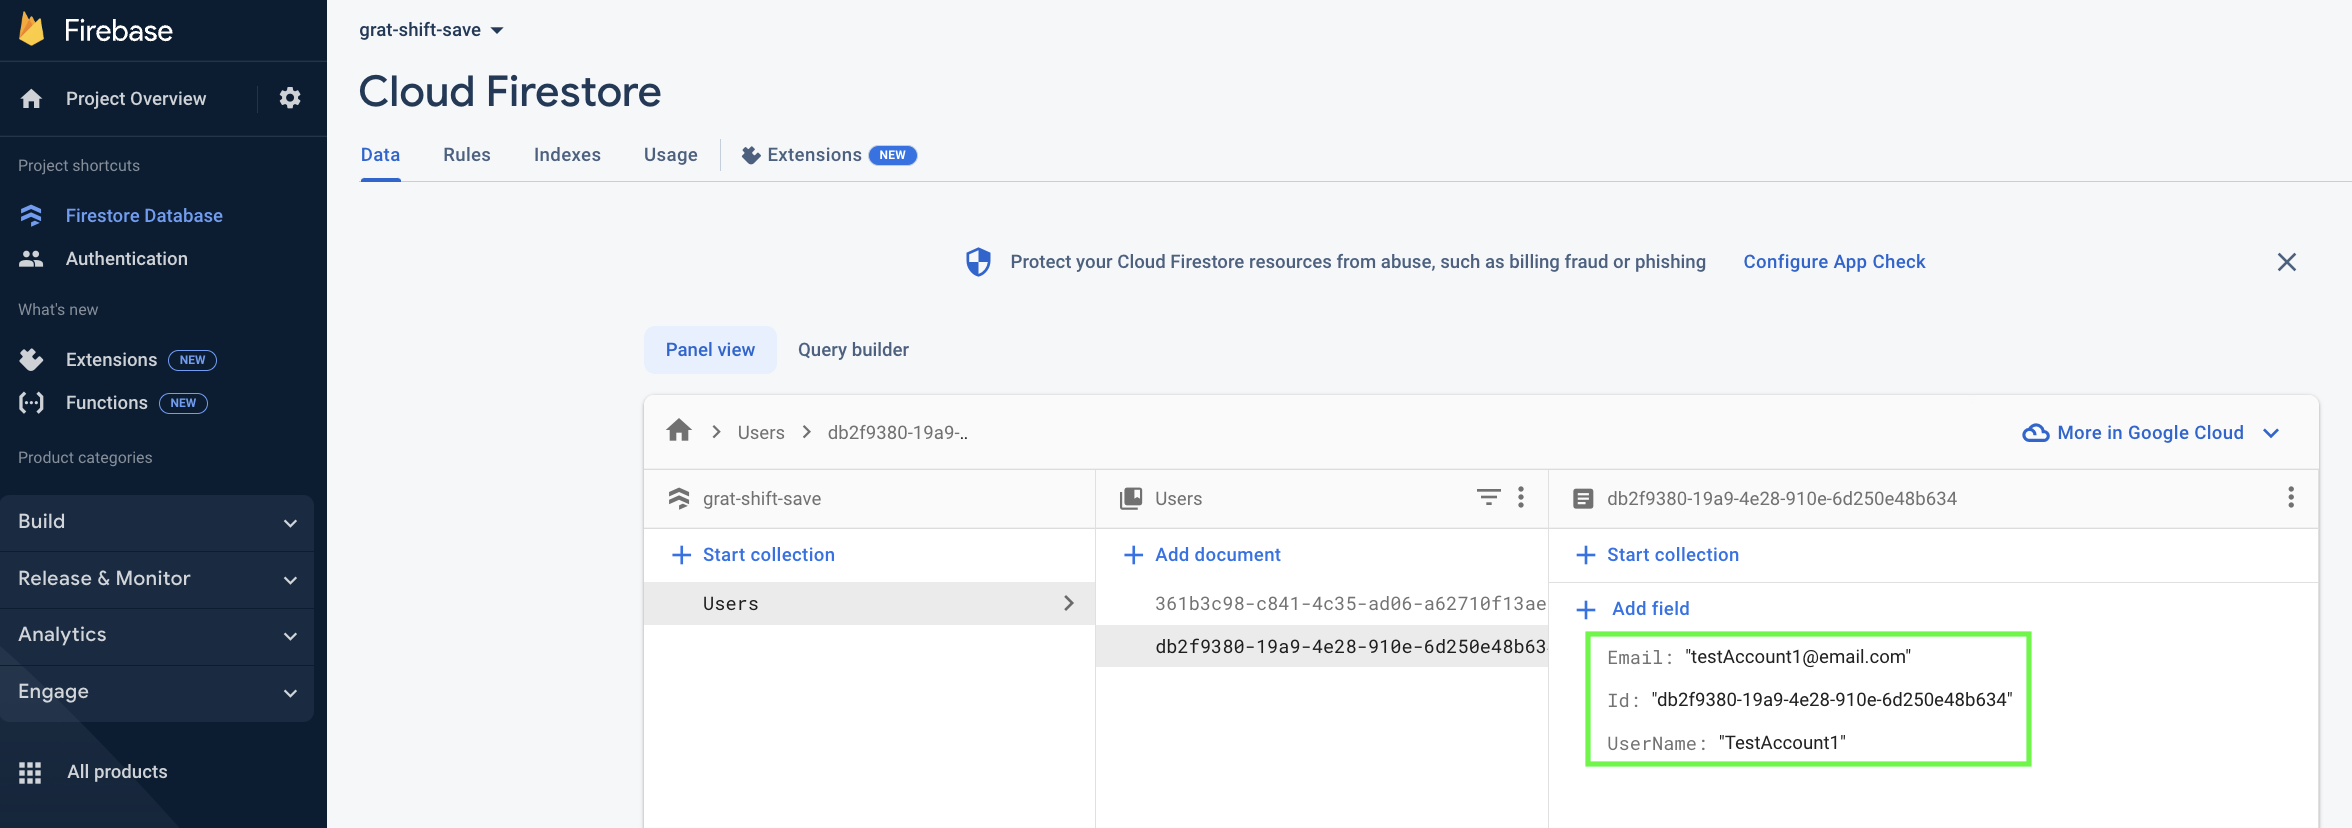 Firebase
grat-shift-save
Project Overview
Cloud Firestore
Data Rules Indexes Usage Extensions NEW
Project shortcuts
Firestore Database
Authentication
What's new
Extensions NEW
Functions NEW
Product categories
Build
Release & Monitor
Analytics
Engage
All products
Protect your Cloud Firestore resources from abuse, such as billing fraud or phishing Configure App Check
Panel view Query builder
Users db2f9380-19a9-..
More in Google Cloud
grat-shift-save
Start collection
Users
Users
Add document
361b3c98-c841-4c35-ad06-a62710f13ae
db2f9380-19a9-4e28-910e-6d250e48b63
db2f9380-19a9-4e28-910e-6d250e48b634
Start collection
Add field
Email: "testAccount1@email.com"
Id: "db2f9380-19a9-4e28-910e-6d250e48b634"
UserName: "TestAccount1"